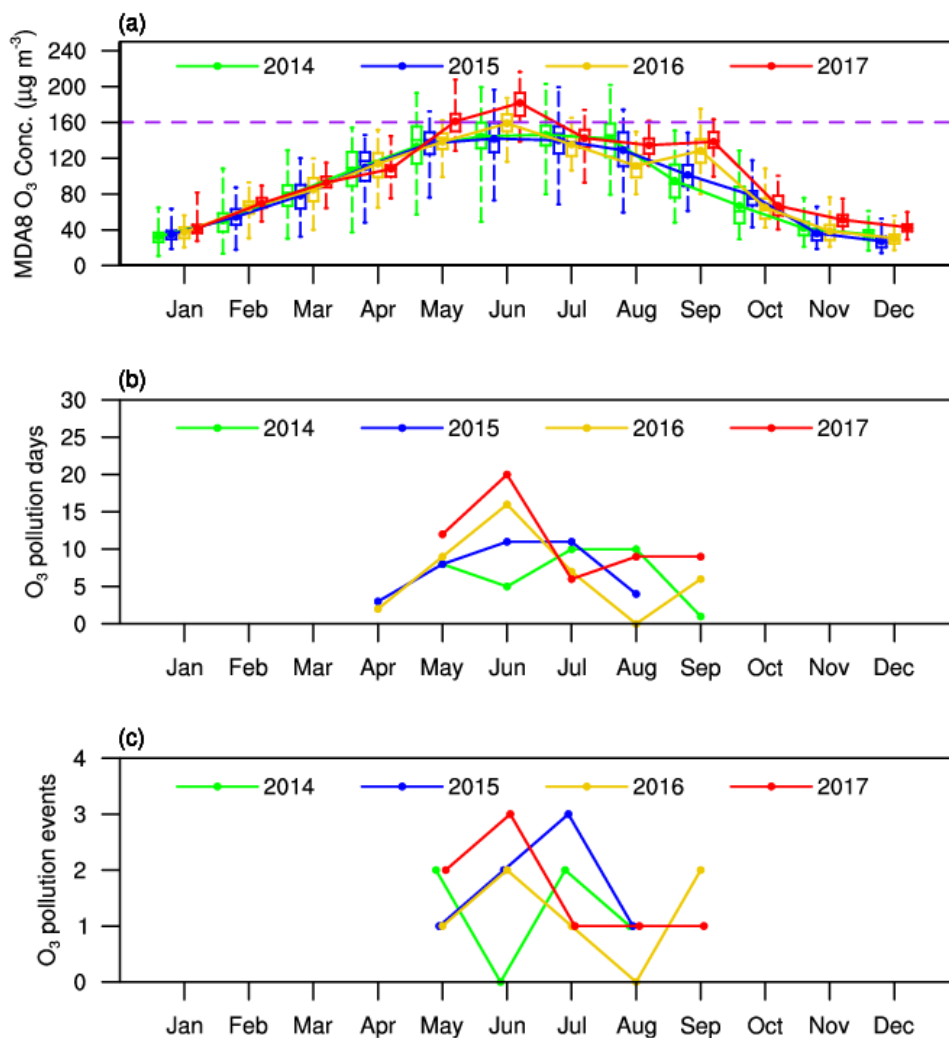 (a)
MDA8 O₃ Conc. (µg m⁻³)
240
200
160
120
80
40
0
2014 2015 2016 2017
Jan Feb Mar Apr May Jun Jul Aug Sep Oct Nov Dec
(b)
O₃ pollution days
30
25
20
15
10
5
0
2014 2015 2016 2017
Jan Feb Mar Apr May Jun Jul Aug Sep Oct Nov Dec
(c)
O₃ pollution events
4
3
2
1
0
2014 2015 2016 2017
Jan Feb Mar Apr May Jun Jul Aug Sep Oct Nov Dec